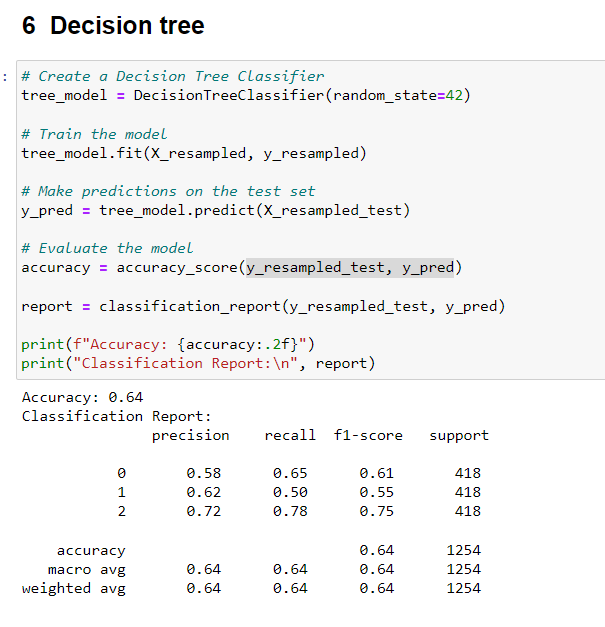 6 Decision tree
: # Create a Decision Tree Classifier
tree_model = DecisionTreeClassifier(random_state=42)
# Train the model
tree_model.fit(X_resampled, y_resampled)
# Make predictions on the test set
y_pred = tree_model.predict(X_resampled_test)
# Evaluate the model
accuracy = accuracy_score(y_resampled_test, y_pred)
report = classification_report(y_resampled_test, y_pred)
print(f"Accuracy: {accuracy:.2f}")
print("Classification Report:\n", report)
Accuracy: 0.64
Classification Report:
precision recall f1-score support
0 0.58 0.65 0.61 418
1 0.62 0.50 0.55 418
2 0.72 0.78 0.75 418
accuracy 0.64 1254
macro avg 0.64 0.64 0.64 1254
weighted avg 0.64 0.64 0.64 1254